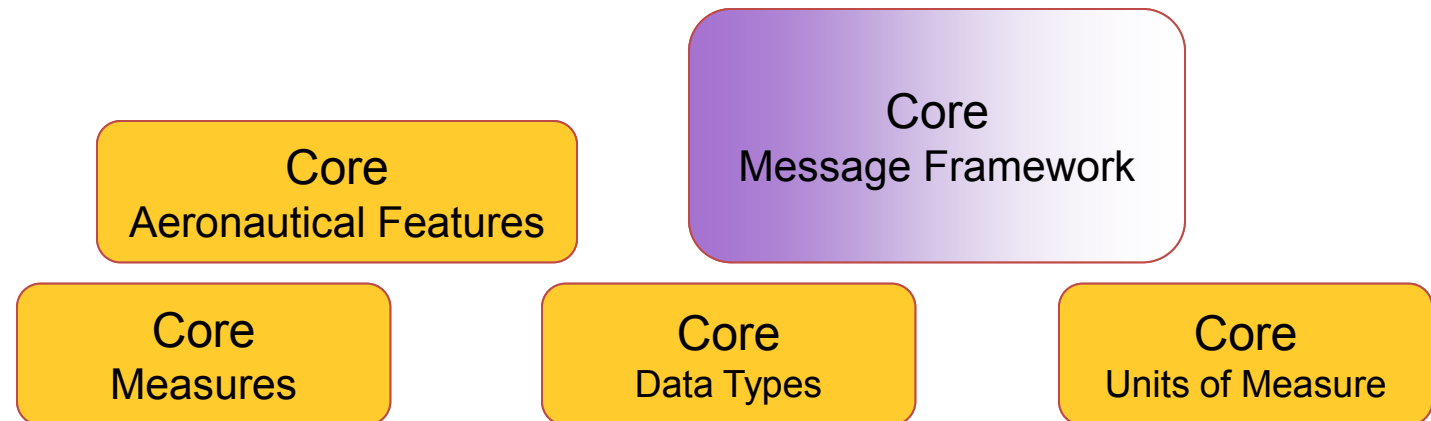 Core
Message Framework
Core
Aeronautical Features
Core
Measures
Core
Data Types
Core
Units of Measure